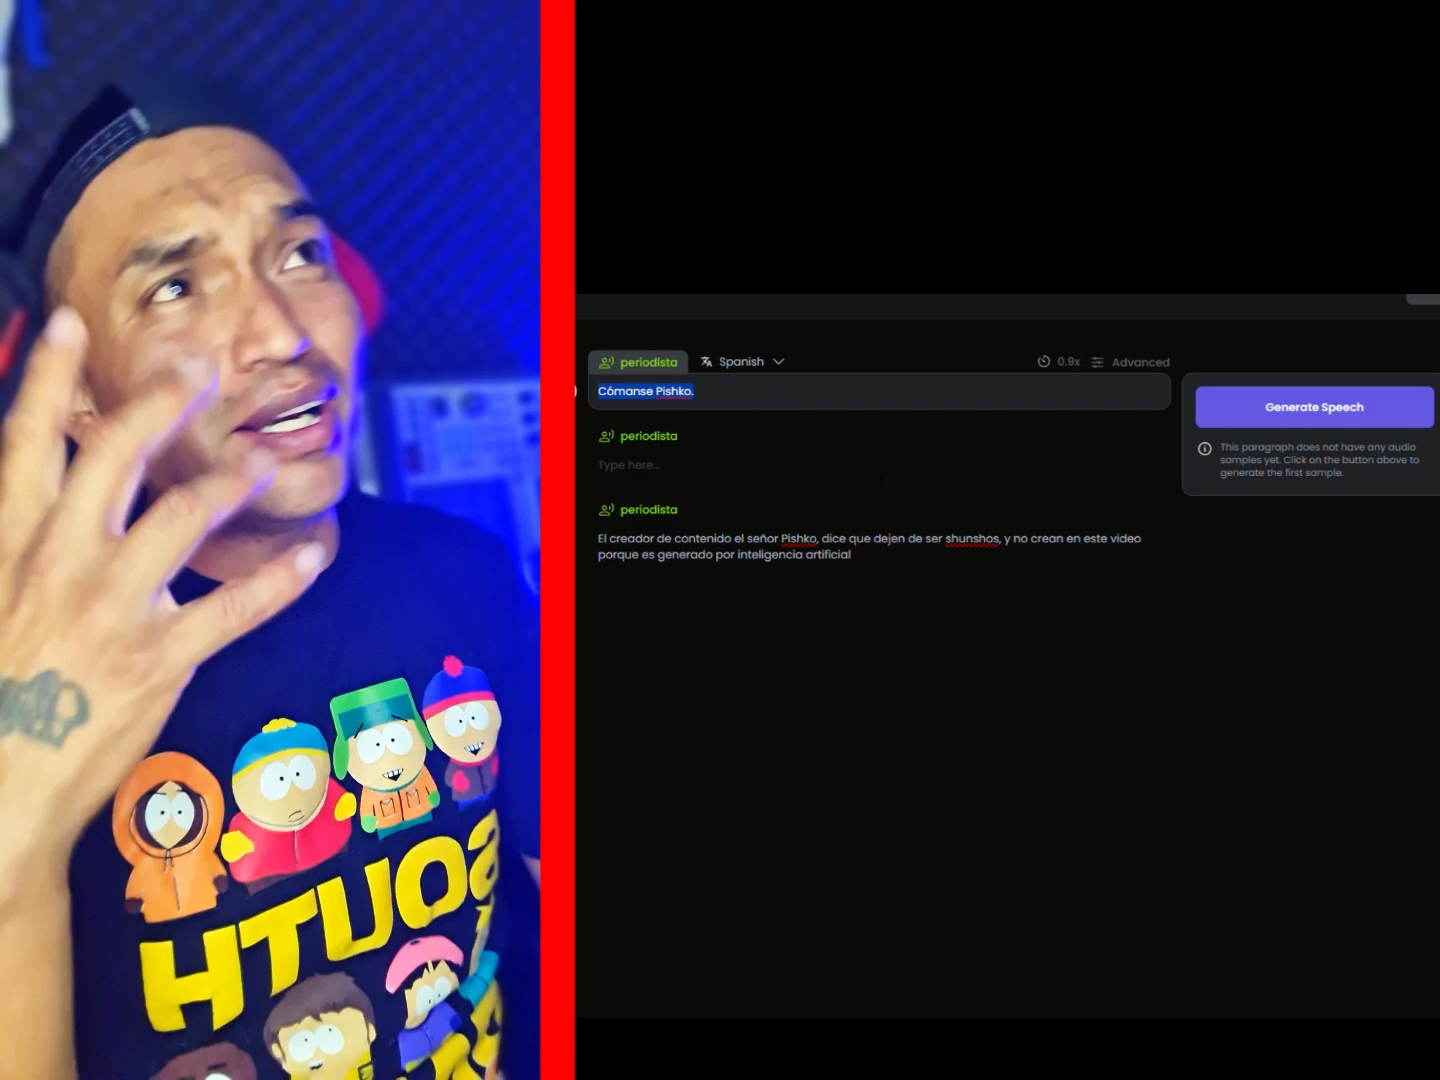 periodista
Spanish
0.9x
Advanced
Cómanse Pishko.
Generate Speech
This paragraph does not have any audio
samples yet. Click on the button above to
generate the first sample.
periodista
Type here...
periodista
El creador de contenido el señor Pishko, dice que dejen de ser shunshos, y no crean en este video
porque es generado por inteligencia artificial
SOUTH